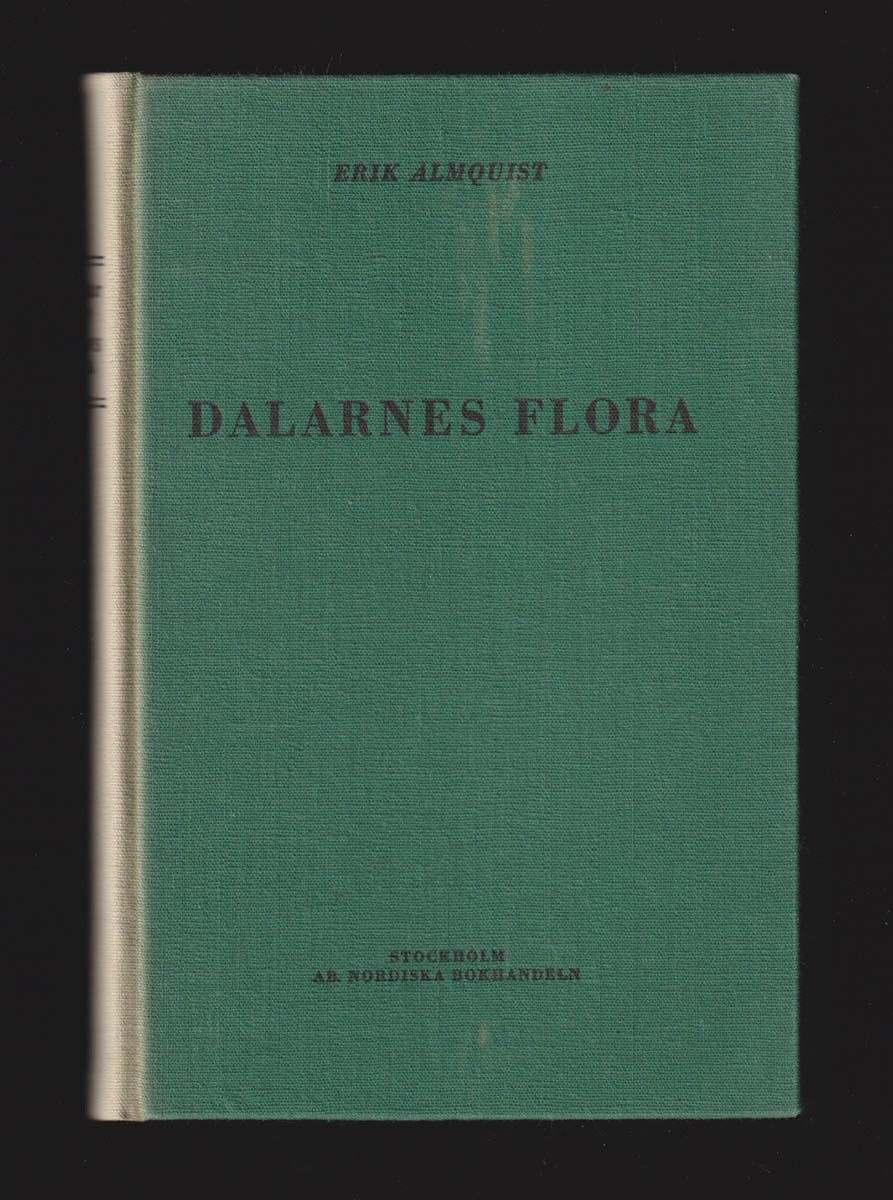 ERIK ALMQUIST
DALARNES FLORA
STOCKHOLM
AB. NORDISKA BOKHANDELN